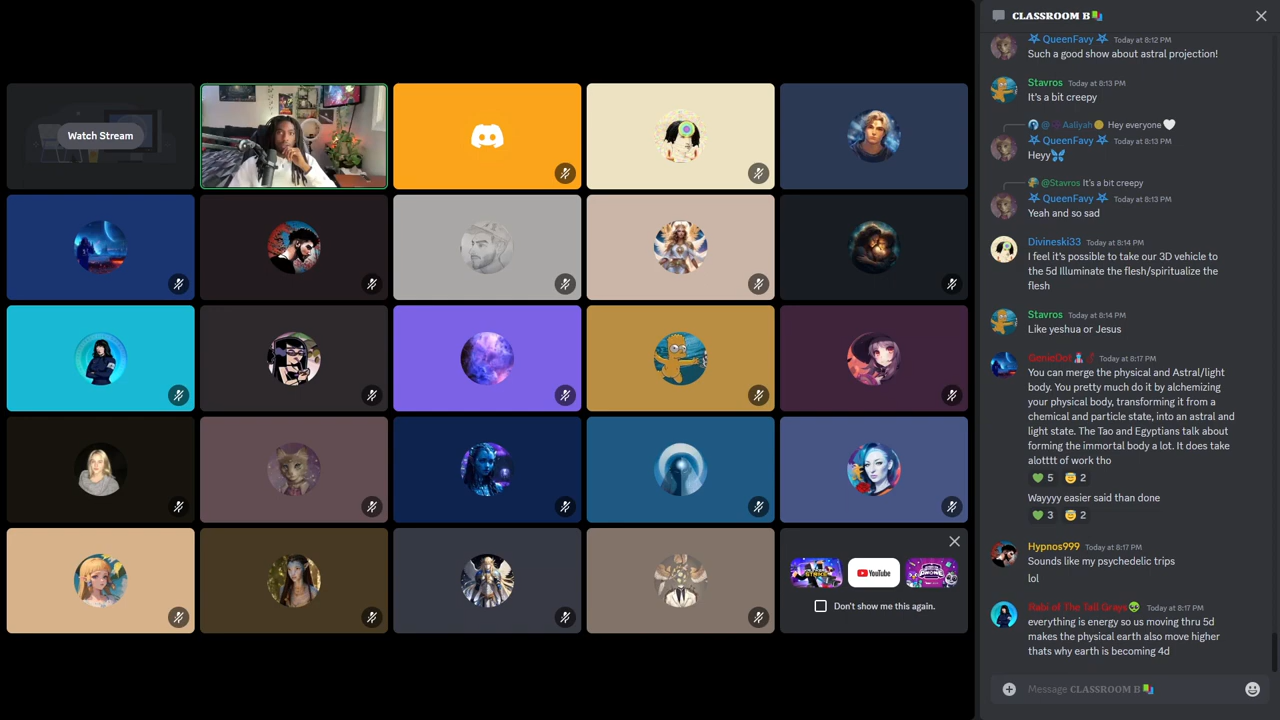 Watch Stream
YouTube
Don't show me this again.
CLASSROOM B
QueenFavy Today at 8:12 PM
Such a good show about astral projection!
Stavros Today at 8:13 PM
It's a bit creepy
@ Aaliyah Hey everyone
QueenFavy Today at 8:13 PM
Heyy
@Stavros It's a bit creepy
QueenFavy Today at 8:13 PM
Yeah and so sad
Divineski33 Today at 8:14 PM
I feel it's possible to take our 3D vehicle to
the 5d Illuminate the flesh/spiritualize the
flesh
Stavros Today at 8:14 PM
Like yeshua or Jesus
GenieDot Today at 8:17 PM
You can merge the physical and Astral/light
body. You pretty much do it by alchemizing
your physical body, transforming it from a
chemical and particle state, into an astral and
light state. The Tao and Egyptians talk about
forming the immortal body a lot. It does take
alotttt of work tho
5 2
Wayyyy easier said than done
3 2
Hypnos999 Today at 8:17 PM
Sounds like my psychedelic trips
lol
Rabi of The Tall Grays Today at 8:17 PM
everything is energy so us moving thru 5d
makes the physical earth also move higher
thats why earth is becoming 4d
Message CLASSROOM B